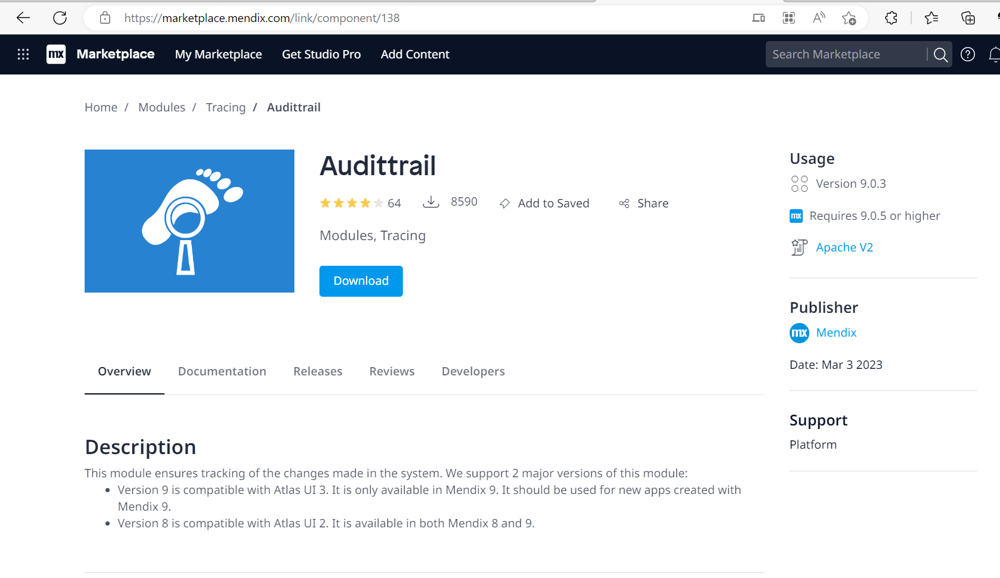 https://marketplace.mendix.com/link/component/138
mx Marketplace My Marketplace Get Studio Pro Add Content Search Marketplace
Home / Modules / Tracing / Audittrail
Audittrail
64 8590 Add to Saved Share
Modules, Tracing
Download
Usage
Version 9.0.3
mx Requires 9.0.5 or higher
Apache V2
Publisher
mx Mendix
Date: Mar 3 2023
Support
Platform
Overview Documentation Releases Reviews Developers
Description
This module ensures tracking of the changes made in the system. We support 2 major versions of this module:
• Version 9 is compatible with Atlas UI 3. It is only available in Mendix 9. It should be used for new apps created with
Mendix 9.
• Version 8 is compatible with Atlas UI 2. It is available in both Mendix 8 and 9.